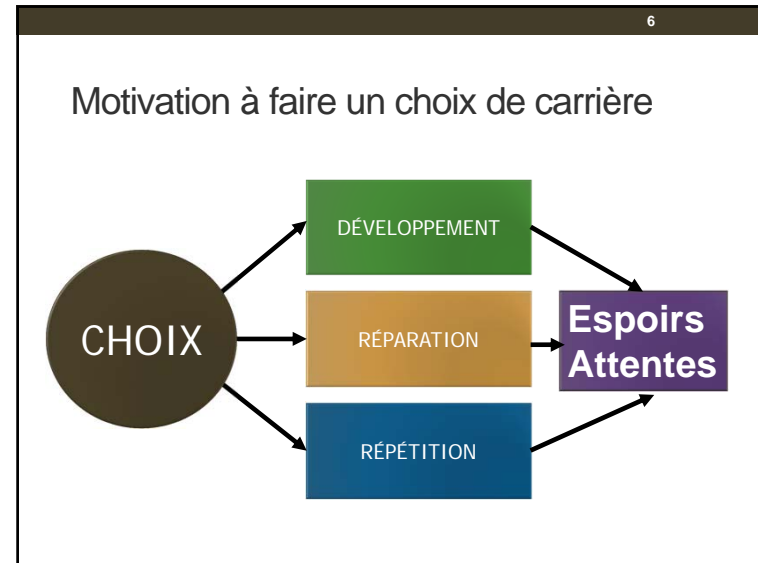 6
Motivation à faire un choix de carrière
DÉVELOPPEMENT
CHOIX
RÉPARATION
Espoirs
Attentes
RÉPÉTITION